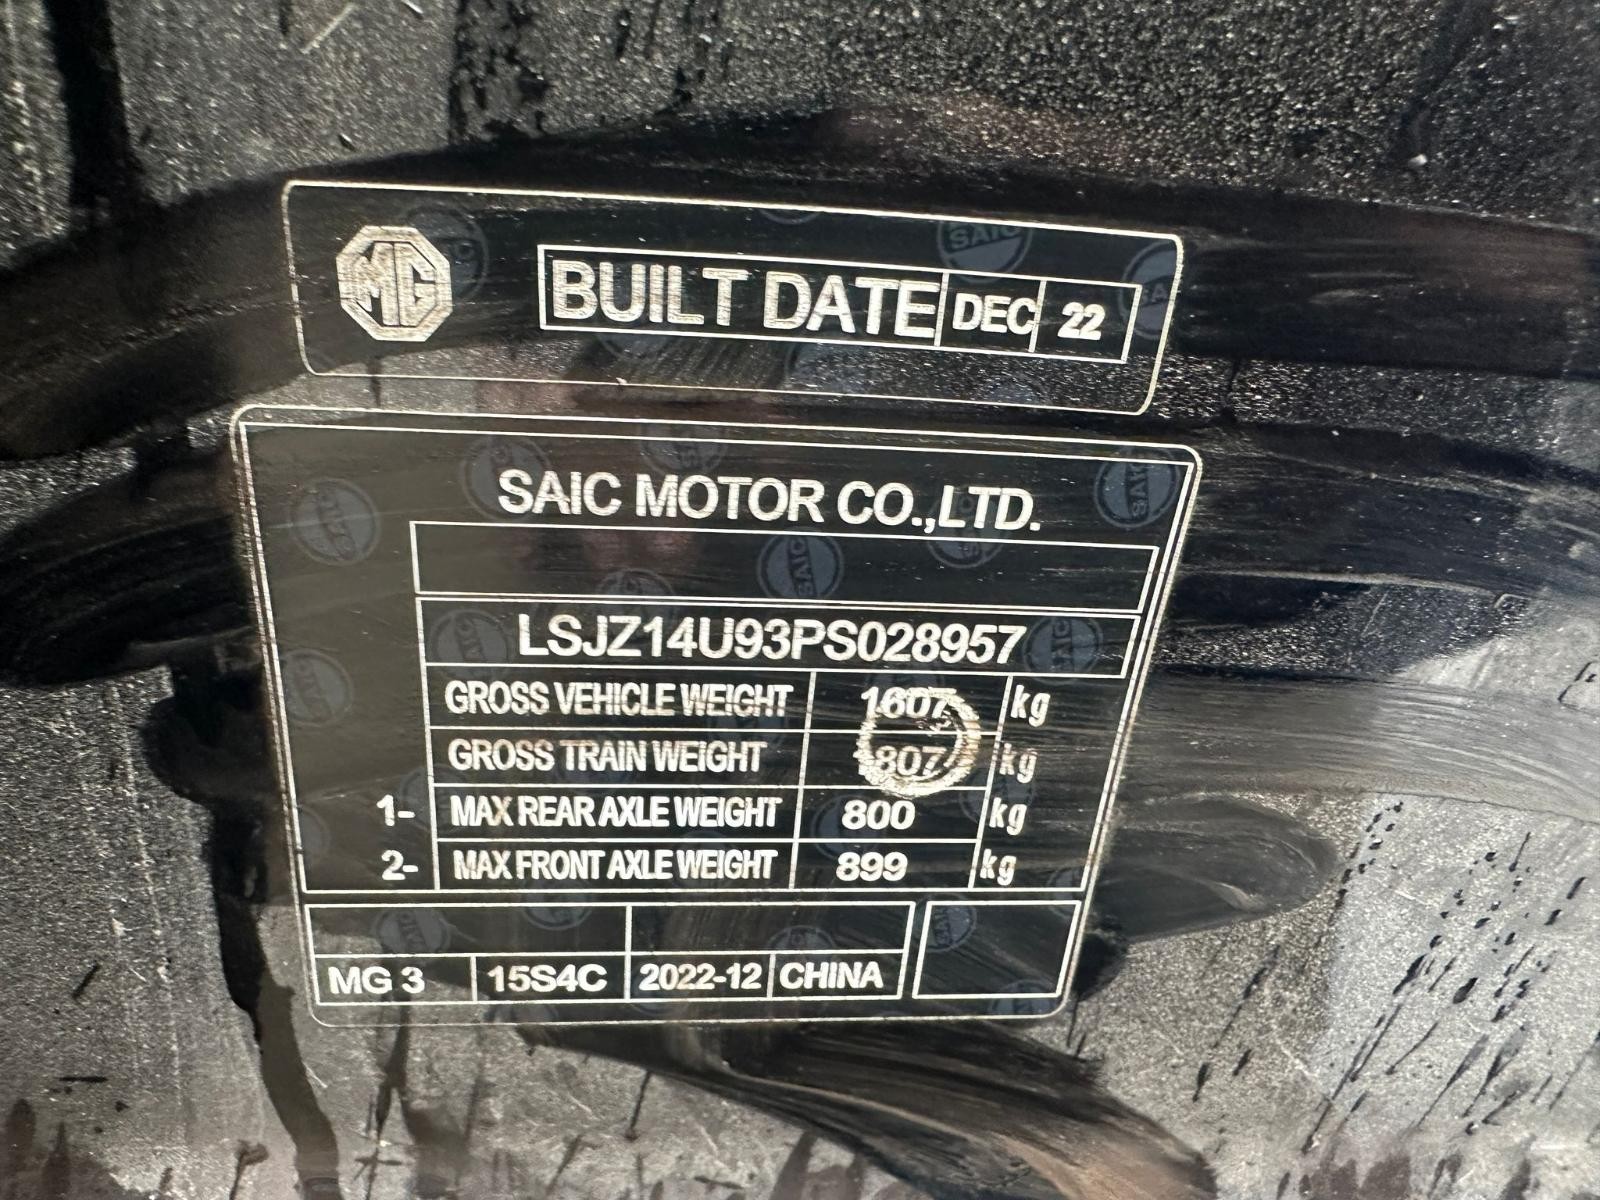 MG
BUILT DATE DEC 22
SAIC MOTOR CO.,LTD.
LSJZ14U93PS028957
GROSS VEHICLE WEIGHT 1607 kg
GROSS TRAIN WEIGHT kg
1- MAX REAR AXLE WEIGHT 800 kg
2- MAX FRONT AXLE WEIGHT 899 kg
MG 3 15S4C 2022-12 CHINA